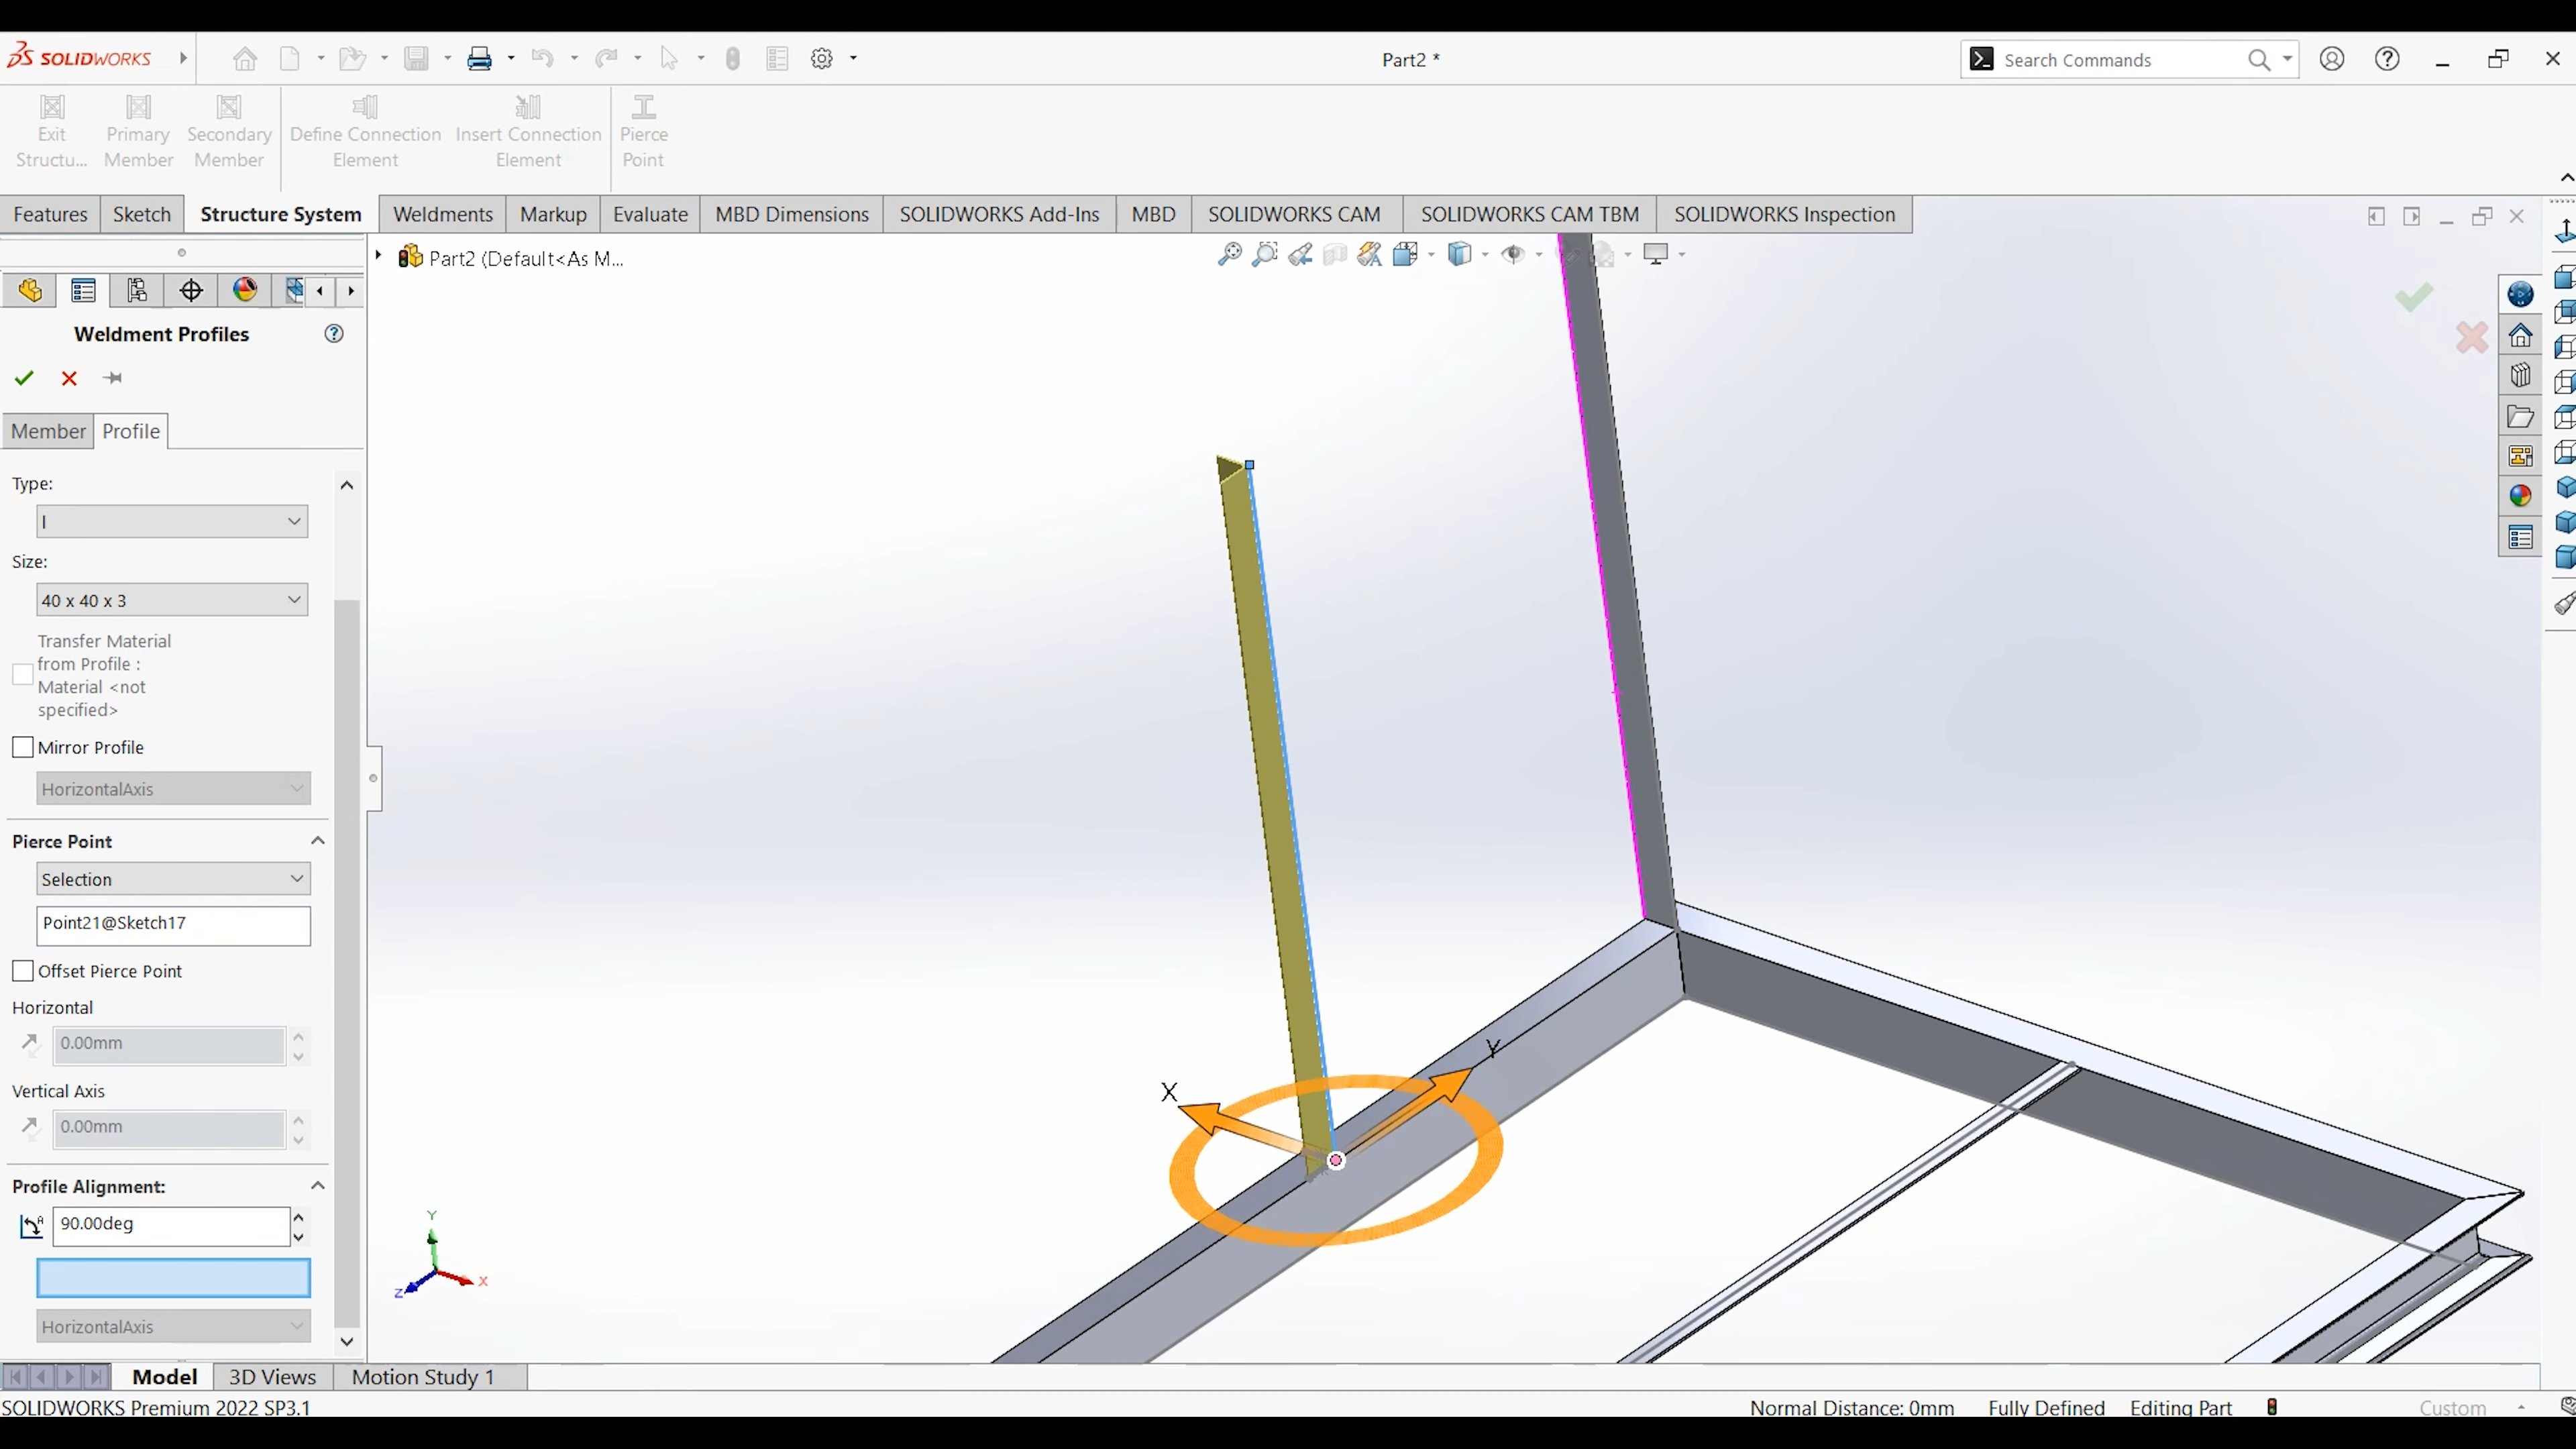 SOLIDWORKS
Part2 *
Search Commands
Exit Structu...
Primary Member
Secondary Member
Define Connection Element
Insert Connection Element
Pierce Point
Features
Sketch
Structure System
Weldments
Markup
Evaluate
MBD Dimensions
SOLIDWORKS Add-Ins
MBD
SOLIDWORKS CAM
SOLIDWORKS CAM TBM
SOLIDWORKS Inspection
Part2 (Default<As M...
Weldment Profiles
Member
Profile
Type:
I
Size:
40 x 40 x 3
Transfer Material
from Profile :
Material <not
specified>
Mirror Profile
HorizontalAxis
Pierce Point
Selection
Point21@Sketch17
Offset Pierce Point
Horizontal
0.00mm
Vertical Axis
0.00mm
Profile Alignment:
90.00deg
HorizontalAxis
X
Y
Y
X
Z
Model
3D Views
Motion Study 1
SOLIDWORKS Premium 2022 SP3.1
Normal Distance: 0mm
Fully Defined
Editing Part
Custom